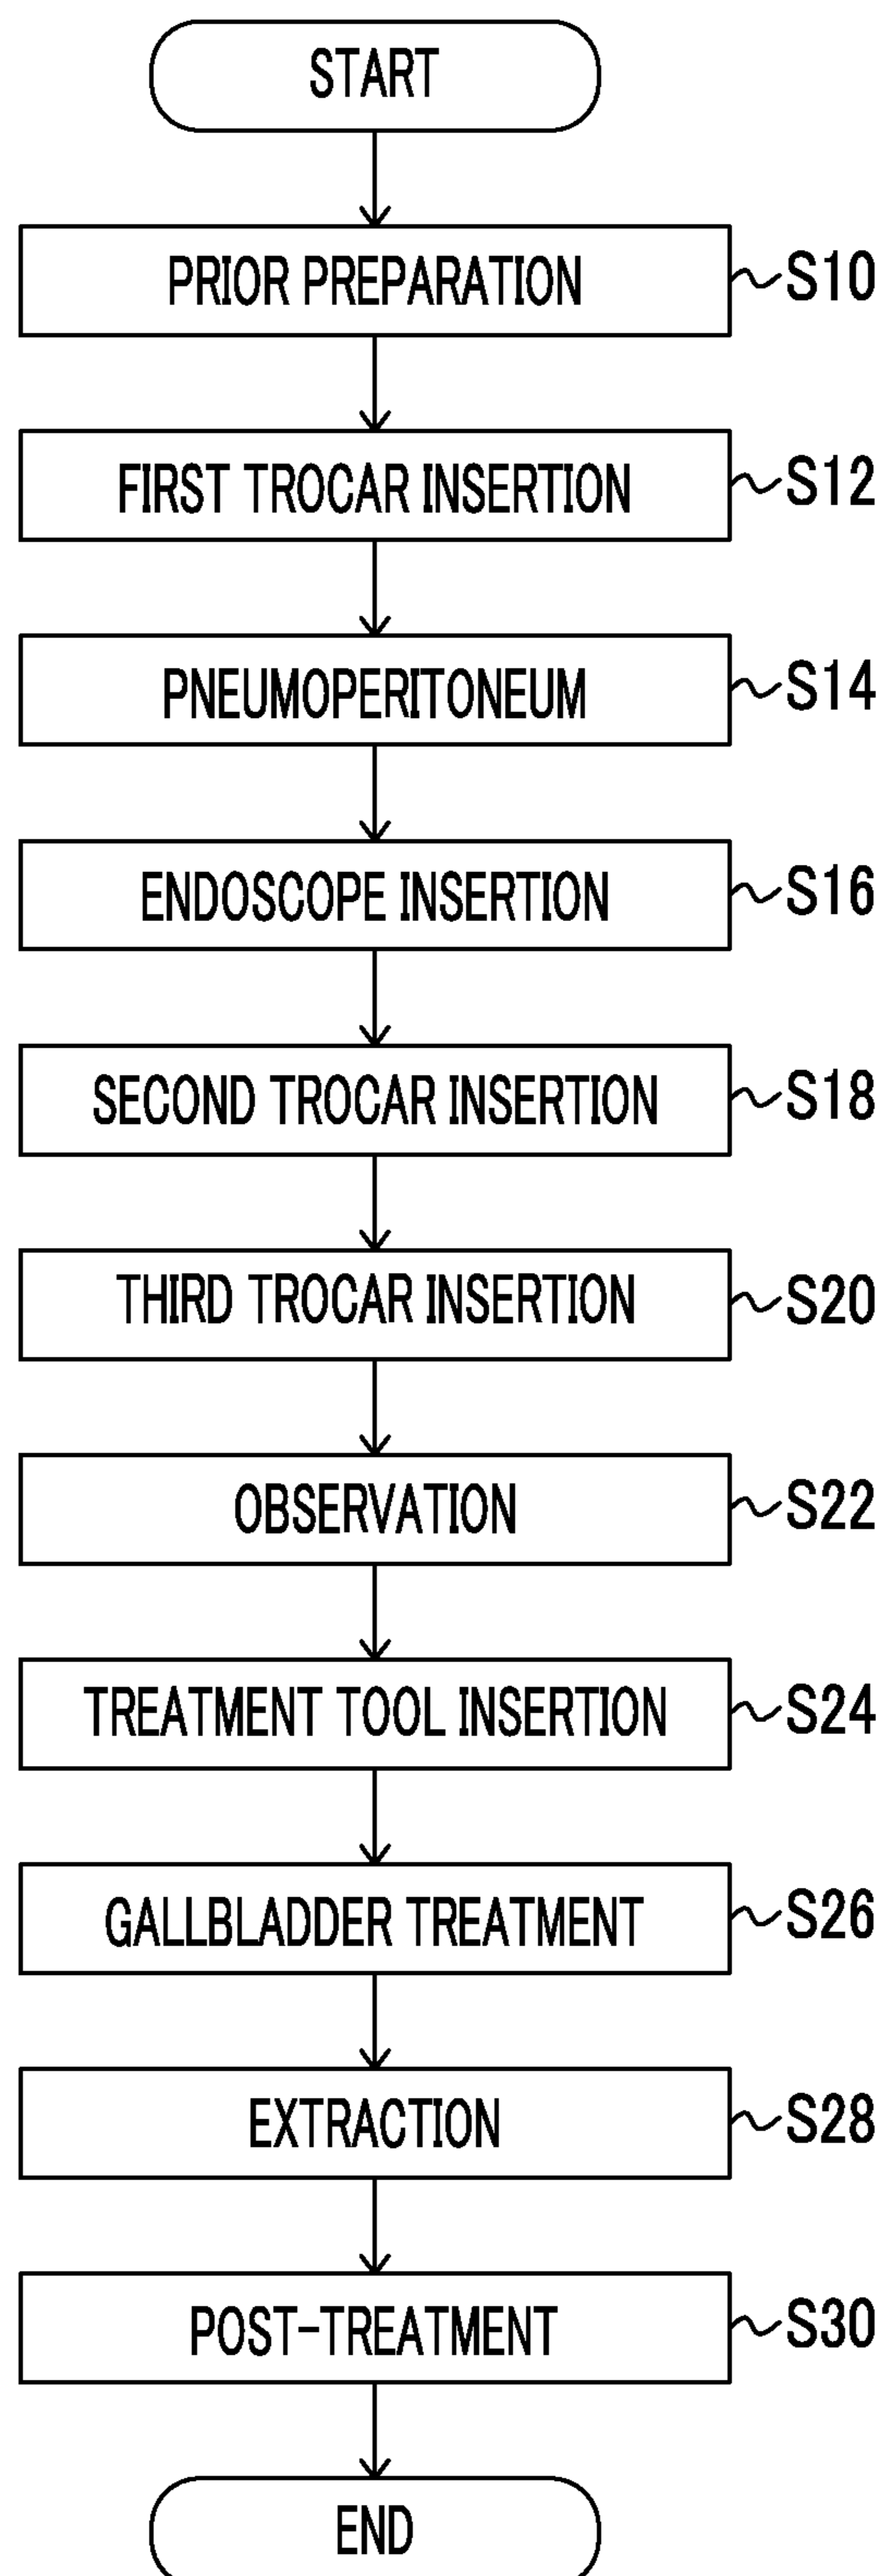 START
PRIOR PREPARATION
S10
FIRST TROCAR INSERTION
S12
PNEUMOPERITONEUM
S14
ENDOSCOPE INSERTION
S16
SECOND TROCAR INSERTION
S18
THIRD TROCAR INSERTION
S20
OBSERVATION
S22
TREATMENT TOOL INSERTION
S24
GALLBLADDER TREATMENT
S26
EXTRACTION
S28
POST-TREATMENT
S30
END